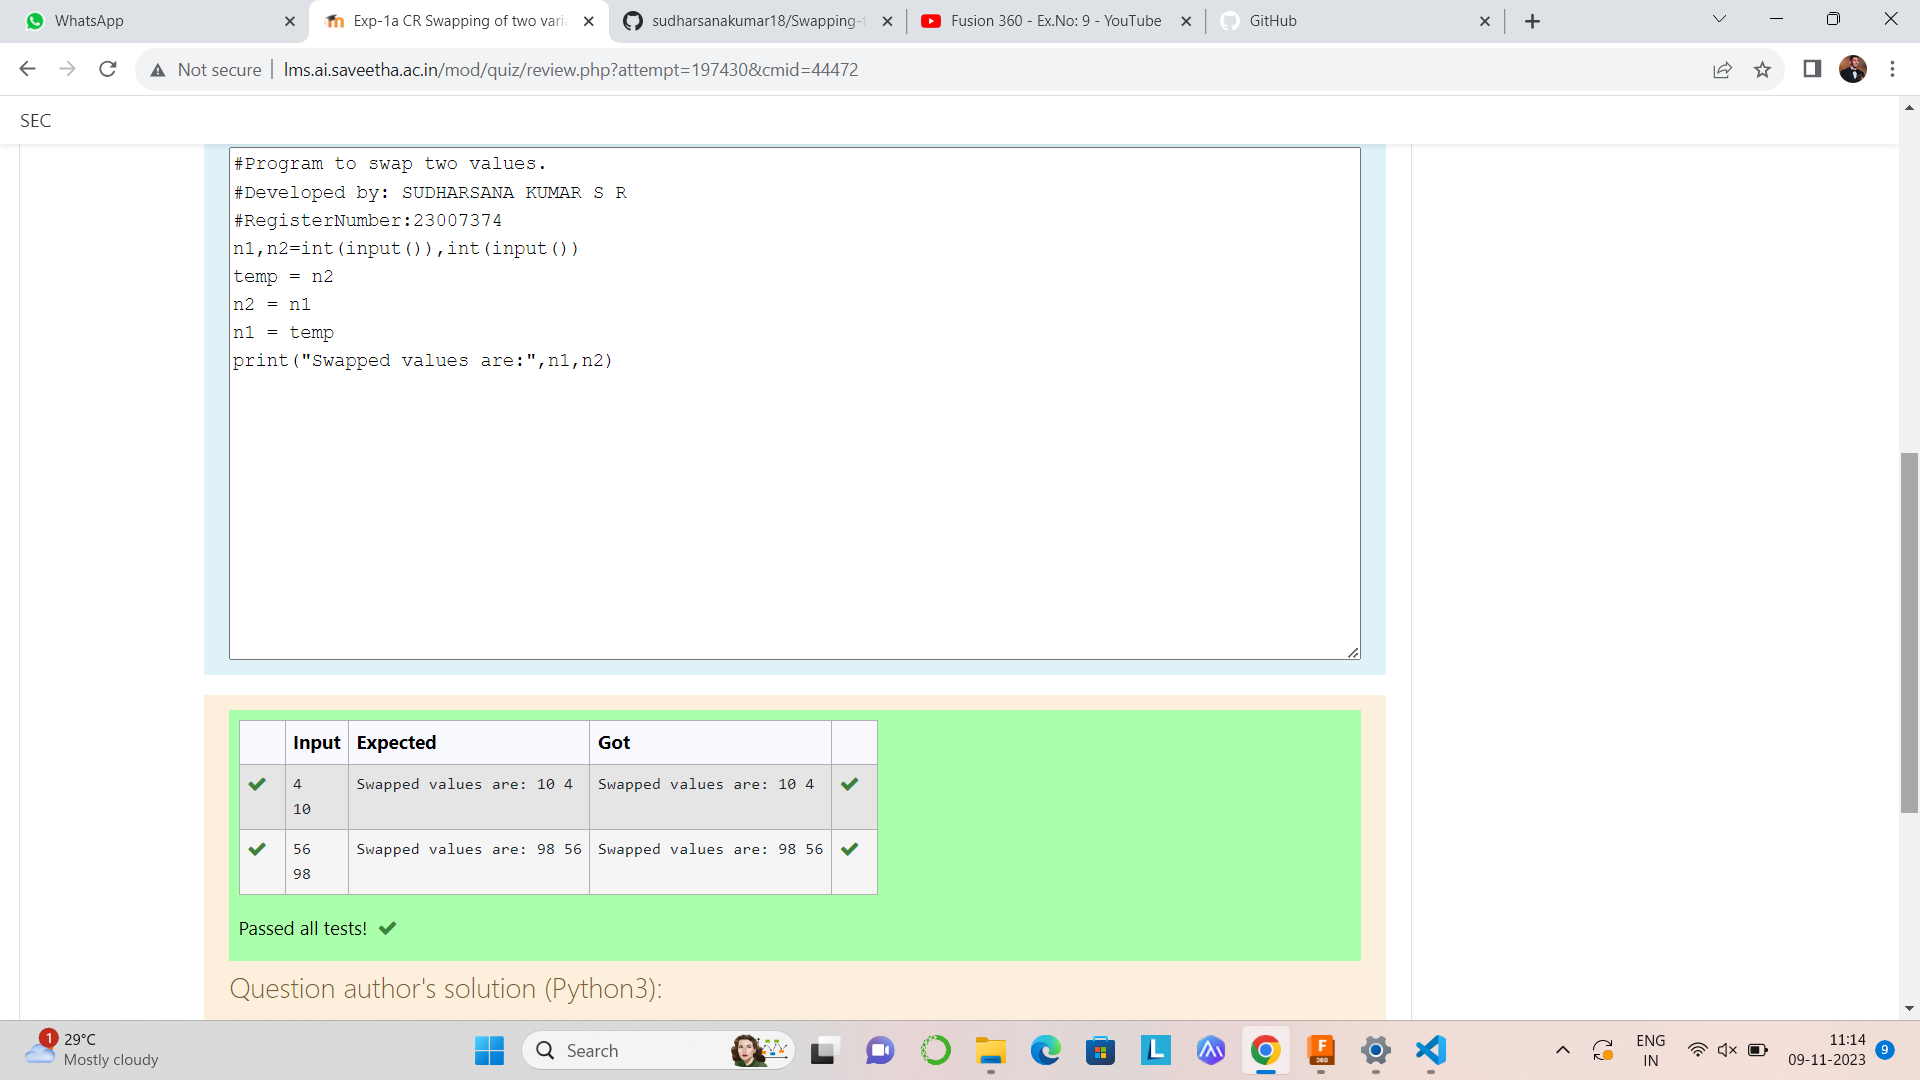 WhatsApp
Exp-1a CR Swapping of two vari
sudharsanakumar18/Swapping-
Fusion 360 - Ex.No: 9 - YouTube
GitHub
Not secure
lms.ai.saveetha.ac.in/mod/quiz/review.php?attempt=197430&cmid=44472
SEC
#Program to swap two values.
#Developed by: SUDHARSANA KUMAR S R
#RegisterNumber:23007374
n1,n2=int(input()),int(input())
temp = n2
n2 = n1
n1 = temp
print("Swapped values are:",n1,n2)
Input Expected Got
4 Swapped values are: 10 4 Swapped values are: 10 4
10
56 Swapped values are: 98 56 Swapped values are: 98 56
98
Passed all tests!
Question author's solution (Python3):
1
29°C
Mostly cloudy
Search
L
F
360
ENG
IN
11:14
09-11-2023
9